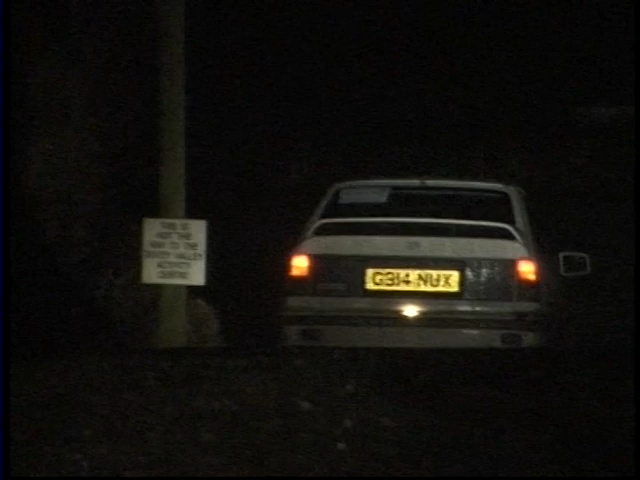 THIS IS
NOT THE
WAY TO THE
VALLEY
ACTIVITY
CENTRE
G314 NUX